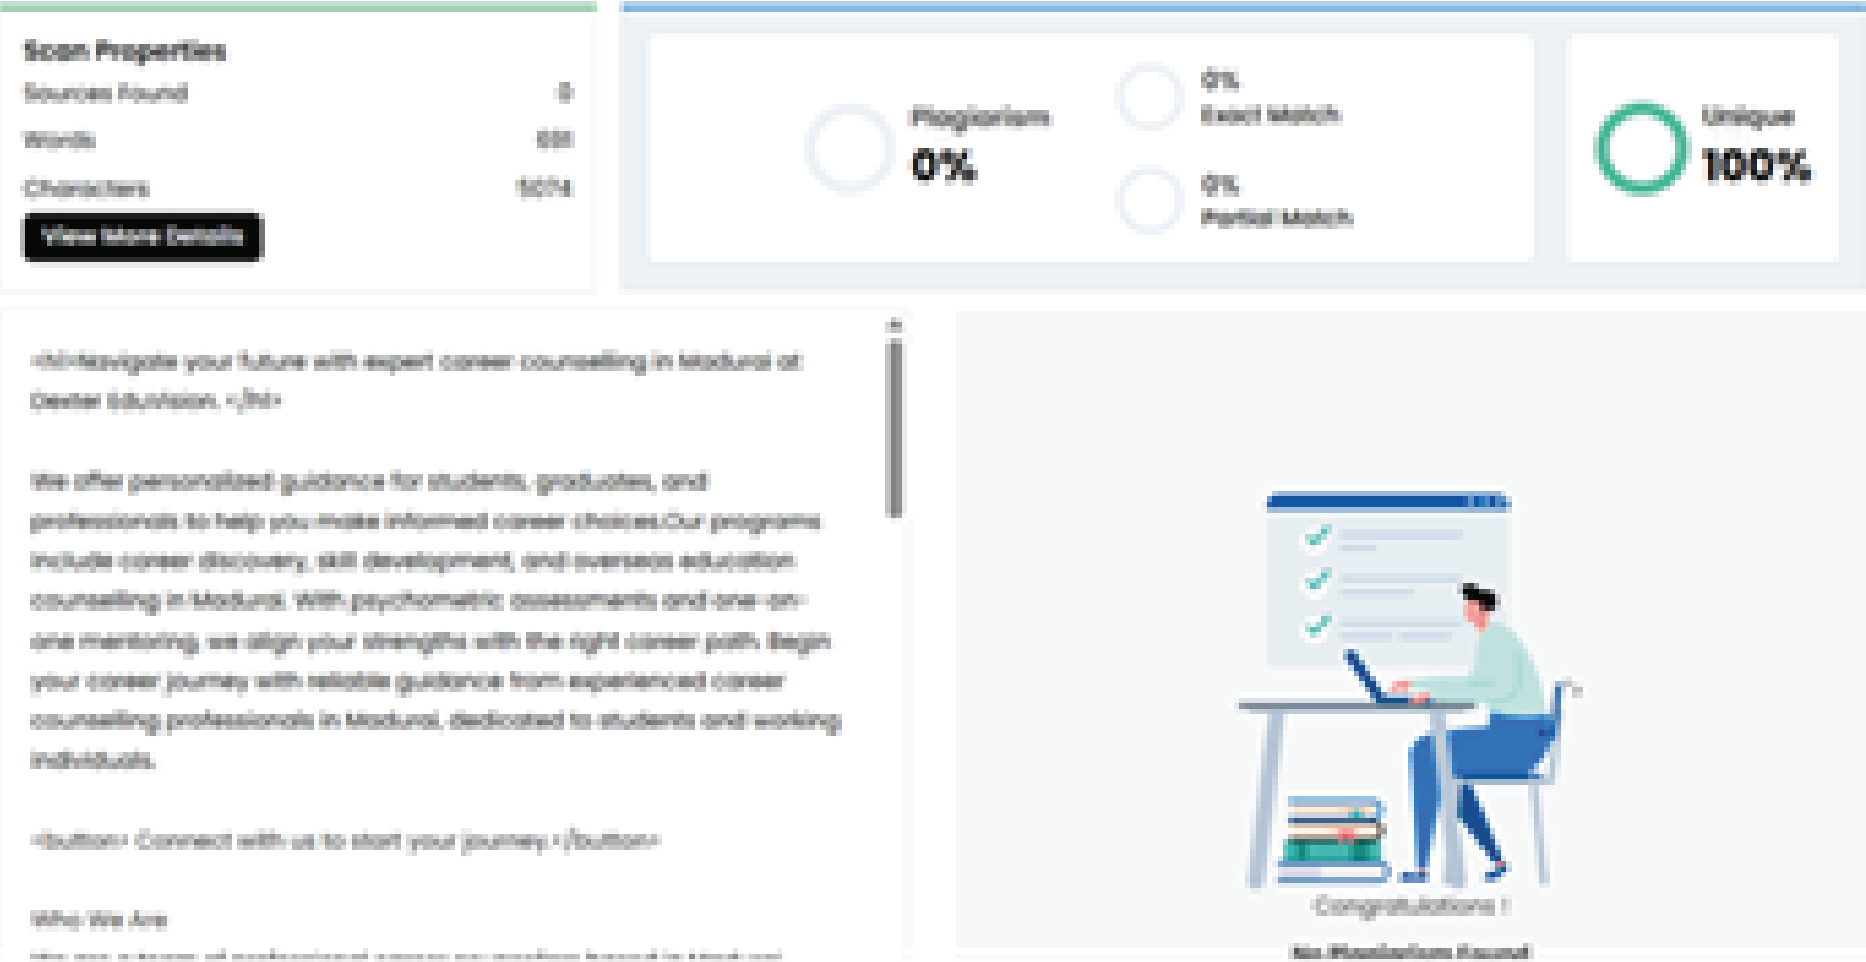 Scan Properties
Sources Found 0
Words 691
Characters 5074
View More Details
Plagiarism
0%
0%
Exact Match
0%
Partial Match
Unique
100%
<h1>Navigate your future with expert career counselling in Madurai at
Dexter EduVision. </h1>
We offer personalized guidance for students, graduates, and
professionals to help you make informed career choices.Our programs
include career discovery, skill development, and overseas education
counselling in Madurai. With psychometric assessments and one-on-
one mentoring, we align your strengths with the right career path. Begin
your career journey with reliable guidance from experienced career
counselling professionals in Madurai, dedicated to students and working
individuals.
<button> Connect with us to start your journey.</button>
Who We Are
Congratulations !
No Plagiarism Found